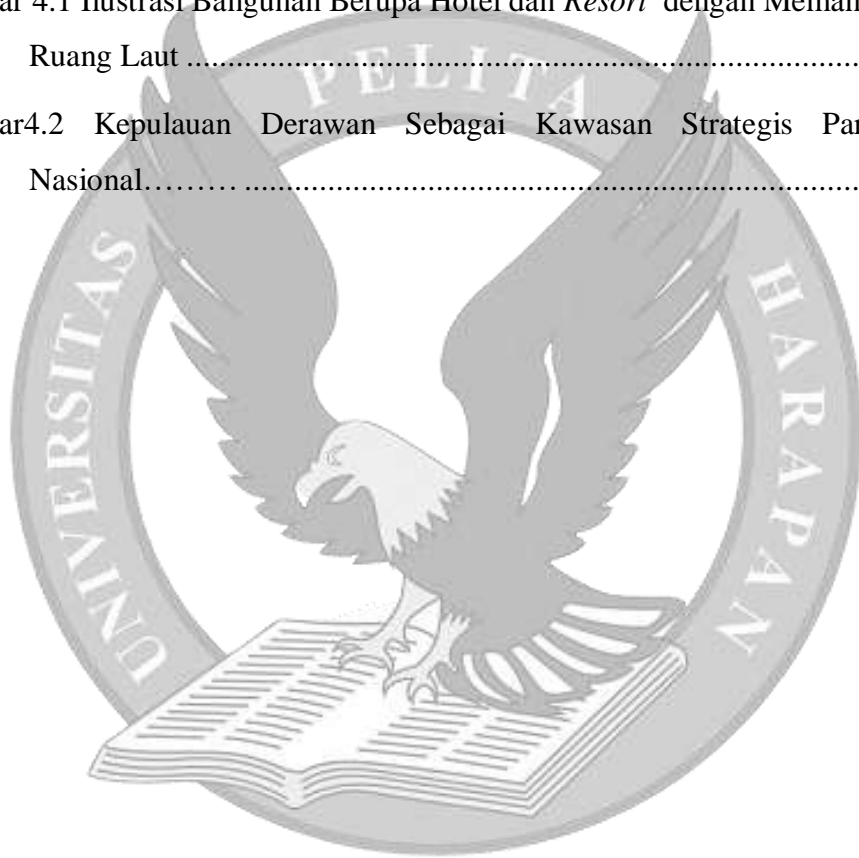 ar 4.1 Ilustrasi Bangunan Berupa Hotel dan Resort dengan Meman
Ruang Laut ....................................................................................
ar4.2 Kepulauan Derawan Sebagai Kawasan Strategis Par
Nasional……… ..............................................................................
UNIVERSITAS PELITA HARAPAN